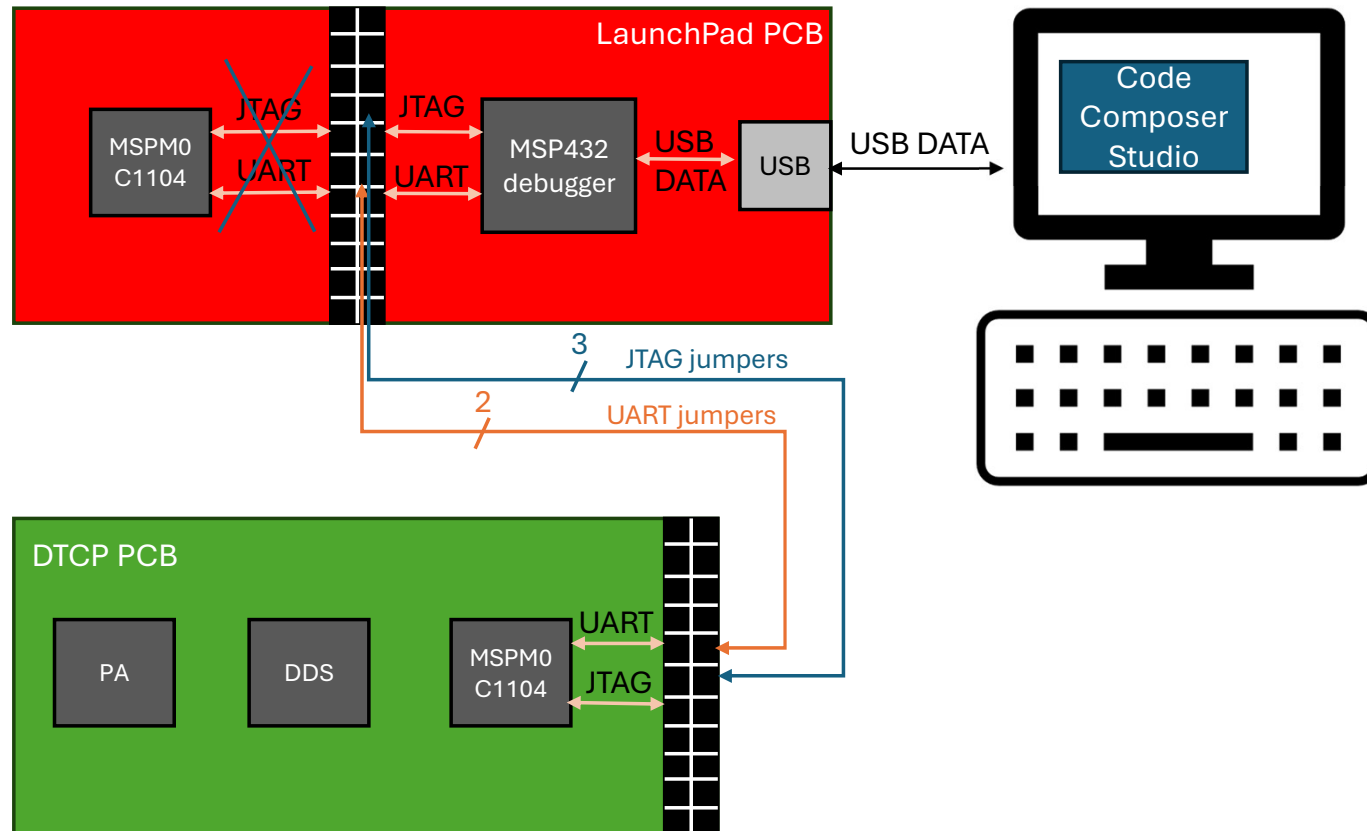 LaunchPad PCB
MSPM0
C1104
JTAG
UART
JTAG
UART
MSP432
debugger
USB
DATA
USB
USB DATA
Code
Composer
Studio
3
JTAG jumpers
2
UART jumpers
DTCP PCB
PA
DDS
MSPM0
C1104
UART
JTAG